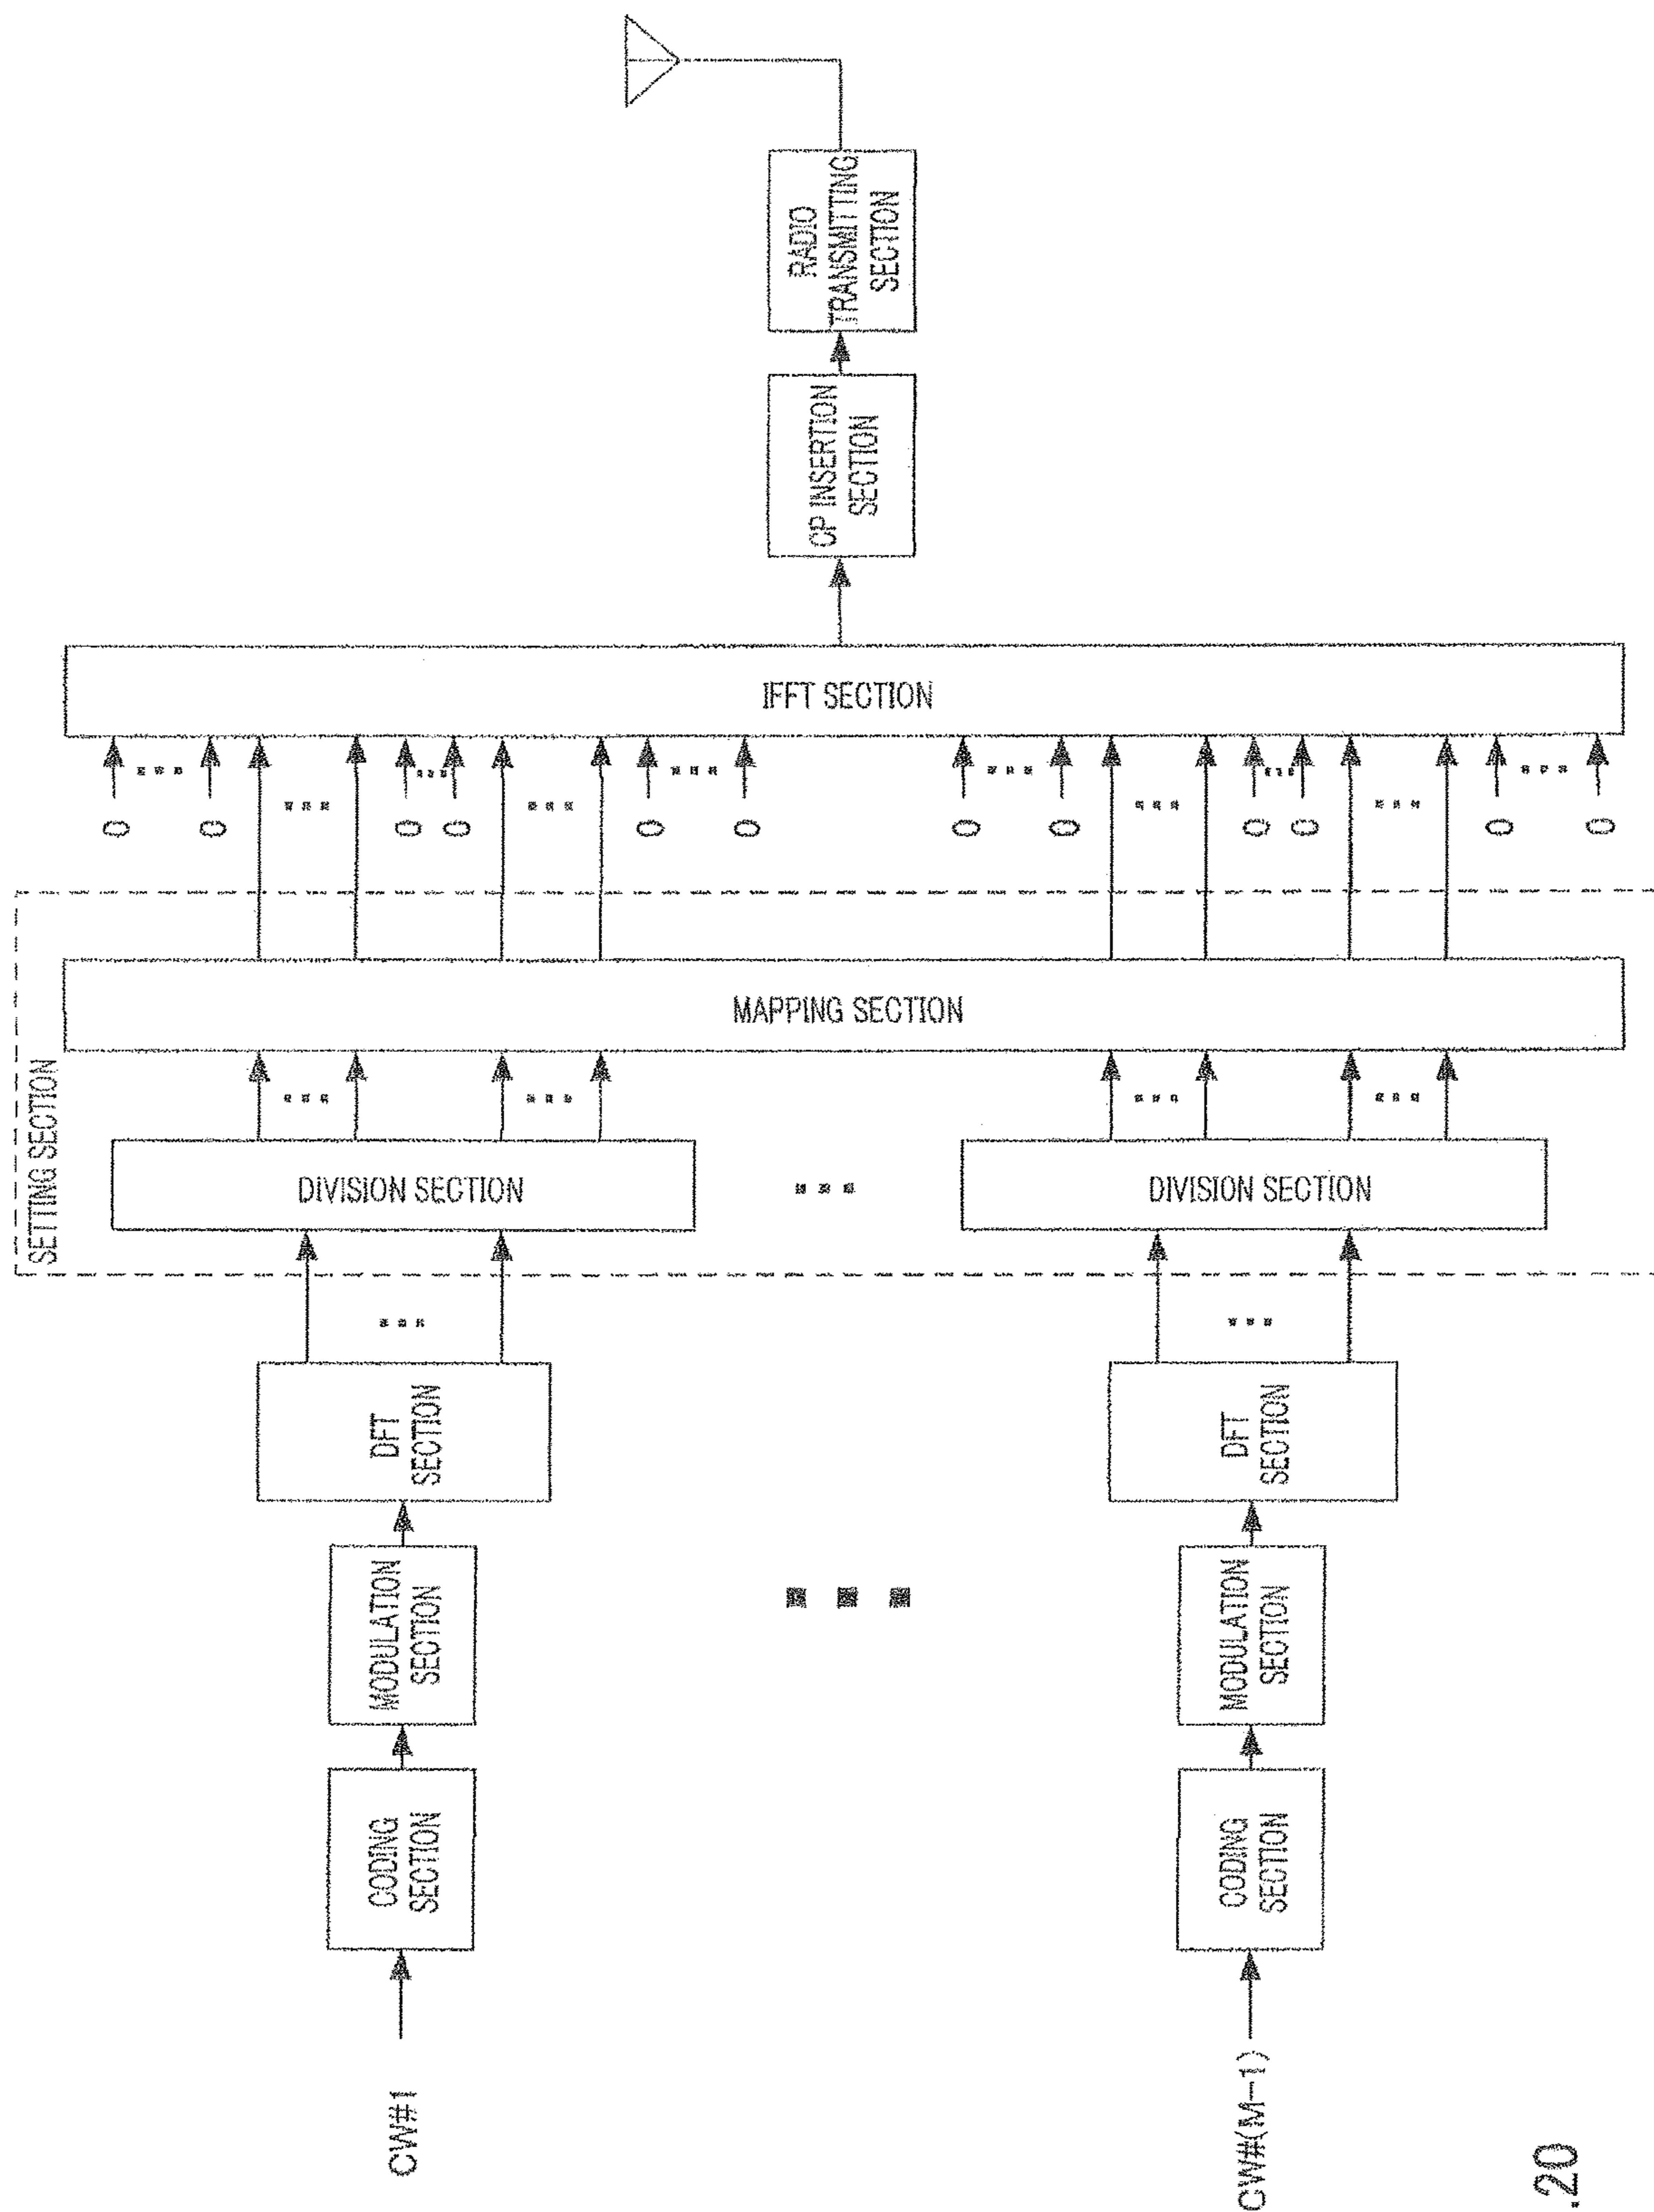 CW#1
CODING
SECTION
MODULATION
SECTION
DFT
SECTION
SETTING SECTION
DIVISION SECTION
MAPPING SECTION
0
0
0
0
0
0
IFFT SECTION
CP INSERTION
SECTION
RADIO
TRANSMITTING
SECTION
CW#(M-1)
CODING
SECTION
MODULATION
SECTION
DFT
SECTION
DIVISION SECTION
0
0
0
0
0
0
.20